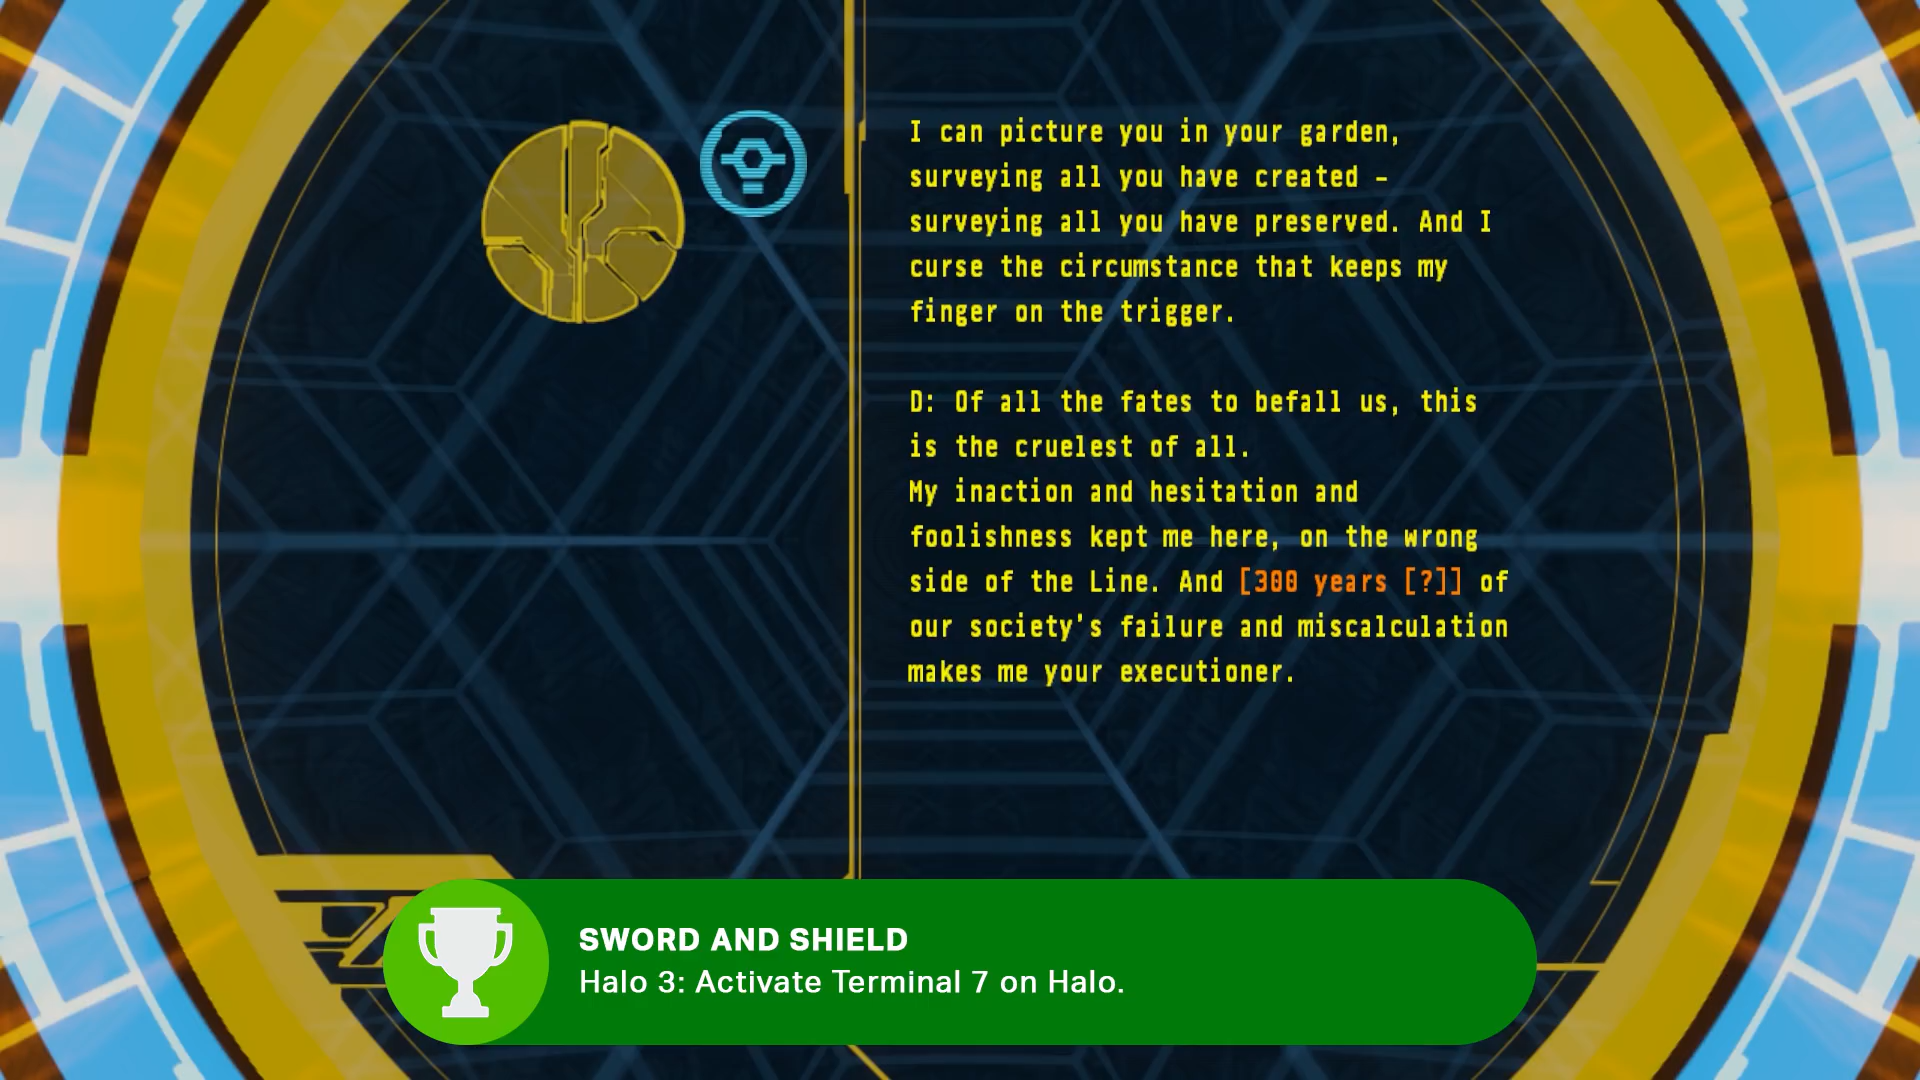 I can picture you in your garden,
surveying all you have created –
surveying all you have preserved. And I
curse the circumstance that keeps my
finger on the trigger.
D: Of all the fates to befall us, this
is the cruelest of all.
My inaction and hesitation and
foolishness kept me here, on the wrong
side of the Line. And [300 years [?]] of
our society's failure and miscalculation
makes me your executioner.
SWORD AND SHIELD
Halo 3: Activate Terminal 7 on Halo.